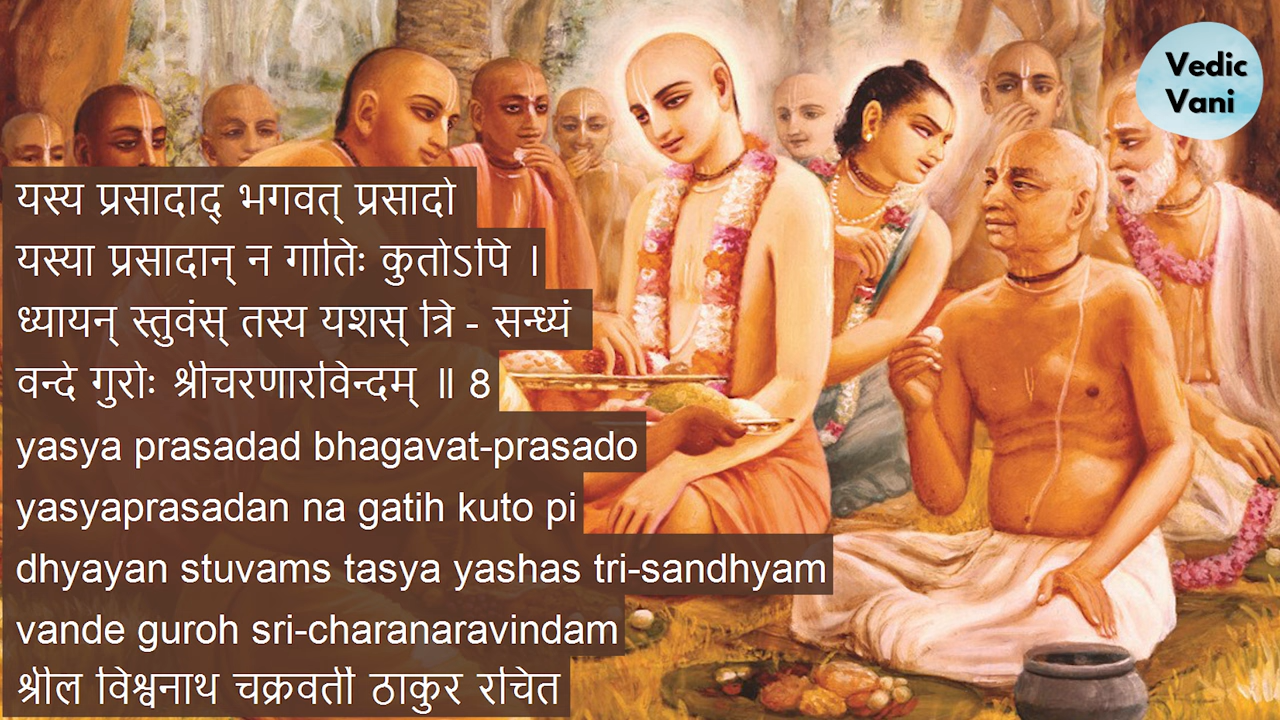 Vedic
Vani
यस्य प्रसादाद् भगवत् प्रसादो
यस्या प्रसादान् न गातिः कुतोऽपि ।
ध्यायन् स्तुवंस् तस्य यशस् त्रि - सन्ध्यं
वन्दे गुरोः श्रीचरणारविन्दम् ॥ 8
yasya prasadad bhagavat-prasado
yasyaprasadan na gatih kuto pi
dhyayan stuvams tasya yashas tri-sandhyam
vande guroh sri-charanaravindam
श्रील विश्वनाथ चक्रवर्ती ठाकुर रचित